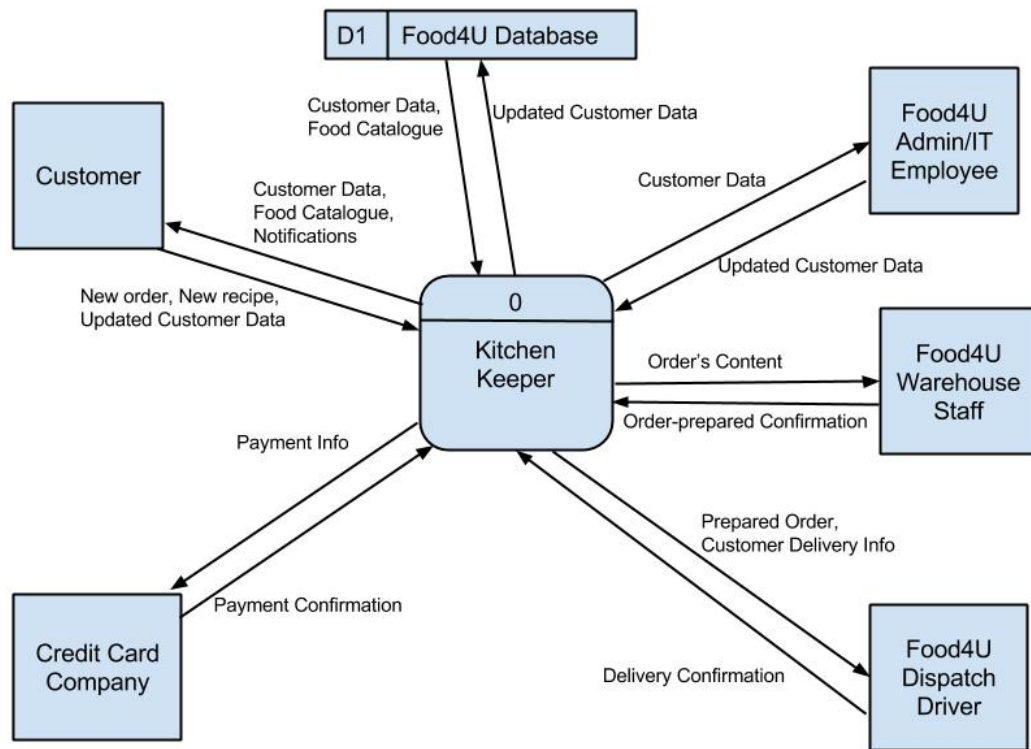 D1 Food4U Database
Customer Data,
Food Catalogue
Updated Customer Data
Food4U
Admin/IT
Employee
Customer
Customer Data
Customer Data,
Food Catalogue,
Notifications
Updated Customer Data
New order, New recipe,
Updated Customer Data
0
Kitchen
Keeper
Order's Content
Food4U
Warehouse
Staff
Order-prepared Confirmation
Payment Info
Prepared Order,
Customer Delivery Info
Payment Confirmation
Credit Card
Company
Delivery Confirmation
Food4U
Dispatch
Driver